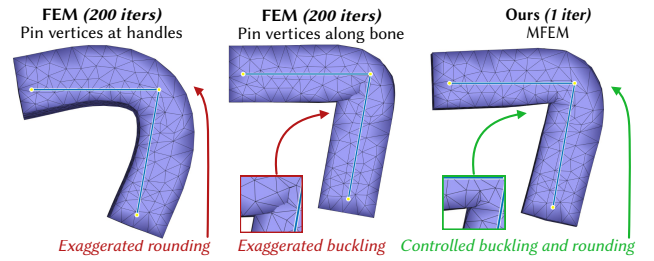 FEM (200 iters)
Pin vertices at handles
FEM (200 iters)
Pin vertices along bone
Ours (1 iter)
MFEM
Exaggerated rounding
Exaggerated buckling
Controlled buckling and rounding